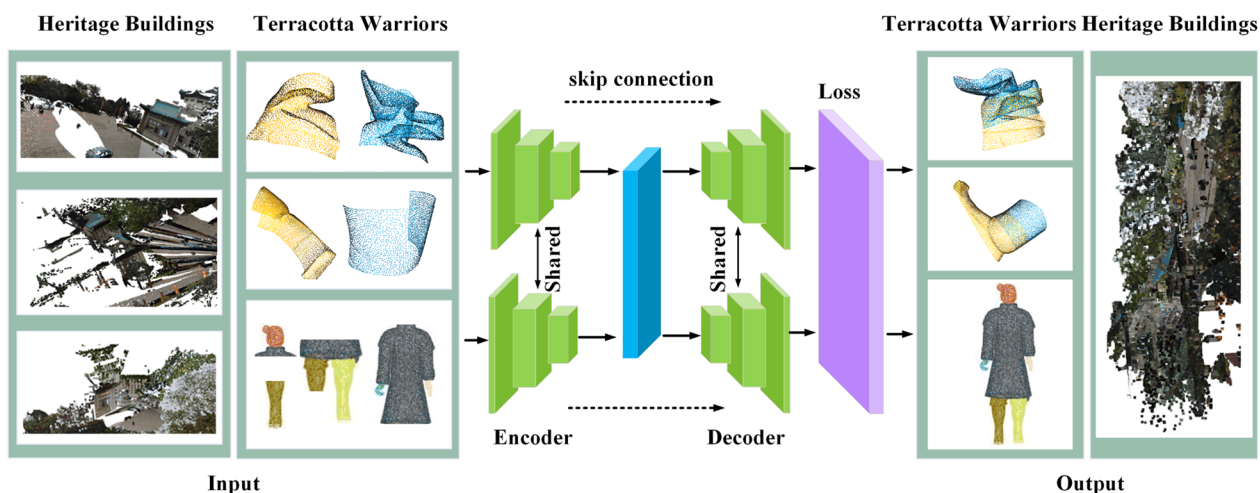 Heritage Buildings
Terracotta Warriors
Terracotta Warriors Heritage Buildings
skip connection
Loss
Shared
Shared
Encoder
Decoder
Input
Output